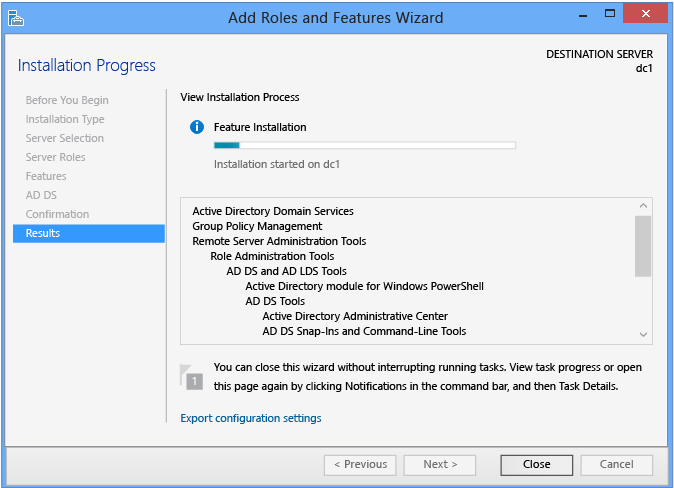 Add Roles and Features Wizard
Installation Progress
DESTINATION SERVER
dc1
Before You Begin
Installation Type
Server Selection
Server Roles
Features
AD DS
Confirmation
Results
View Installation Process
Feature Installation
Installation started on dc1
Active Directory Domain Services
Group Policy Management
Remote Server Administration Tools
Role Administration Tools
AD DS and AD LDS Tools
Active Directory module for Windows PowerShell
AD DS Tools
Active Directory Administrative Center
AD DS Snap-Ins and Command-Line Tools
1
You can close this wizard without interrupting running tasks. View task progress or open
this page again by clicking Notifications in the command bar, and then Task Details.
Export configuration settings
< Previous
Next >
Close
Cancel